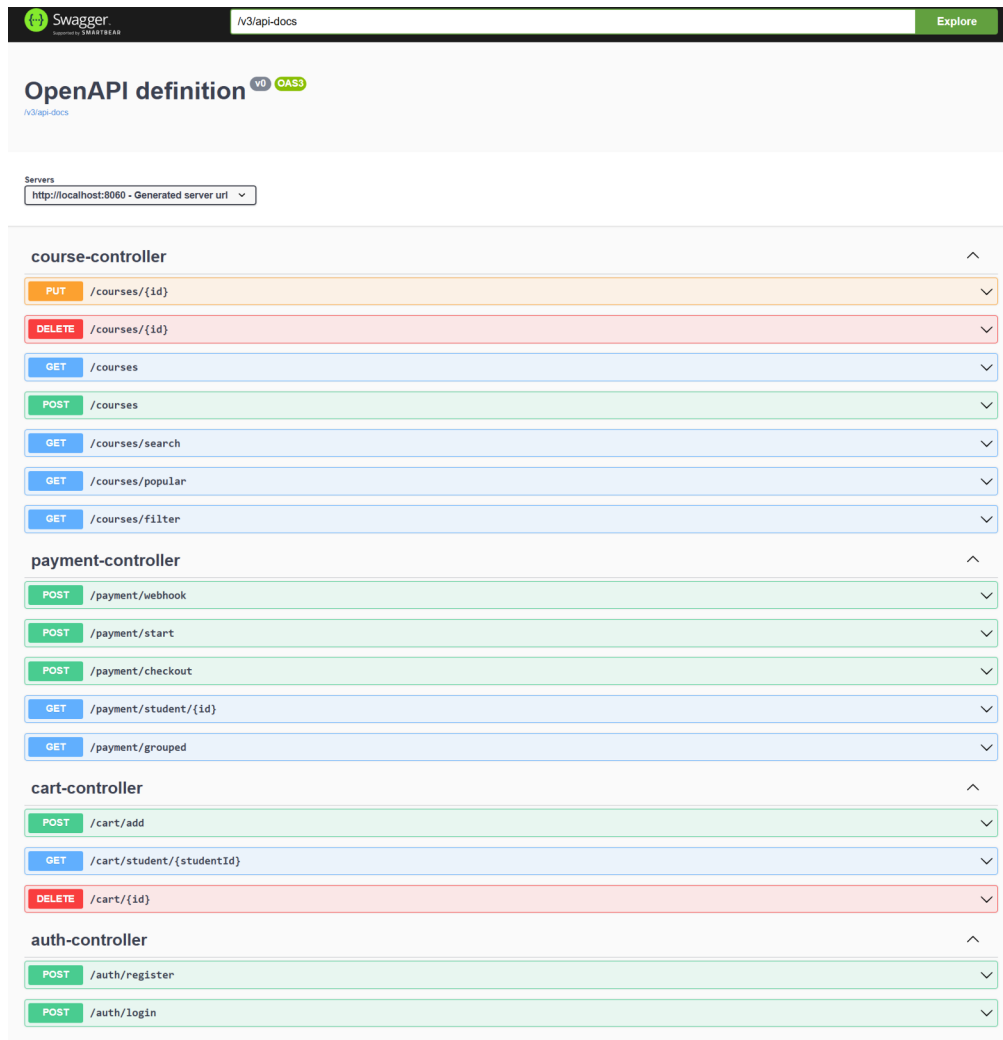 Swagger.
Supported by SMARTBEAR
/v3/api-docs
Explore
OpenAPI definition v0 OAS3
/v3/api-docs
Servers
http://localhost:8060 - Generated server url
course-controller
PUT /courses/{id}
DELETE /courses/{id}
GET /courses
POST /courses
GET /courses/search
GET /courses/popular
GET /courses/filter
payment-controller
POST /payment/webhook
POST /payment/start
POST /payment/checkout
GET /payment/student/{id}
GET /payment/grouped
cart-controller
POST /cart/add
GET /cart/student/{studentId}
DELETE /cart/{id}
auth-controller
POST /auth/register
POST /auth/login